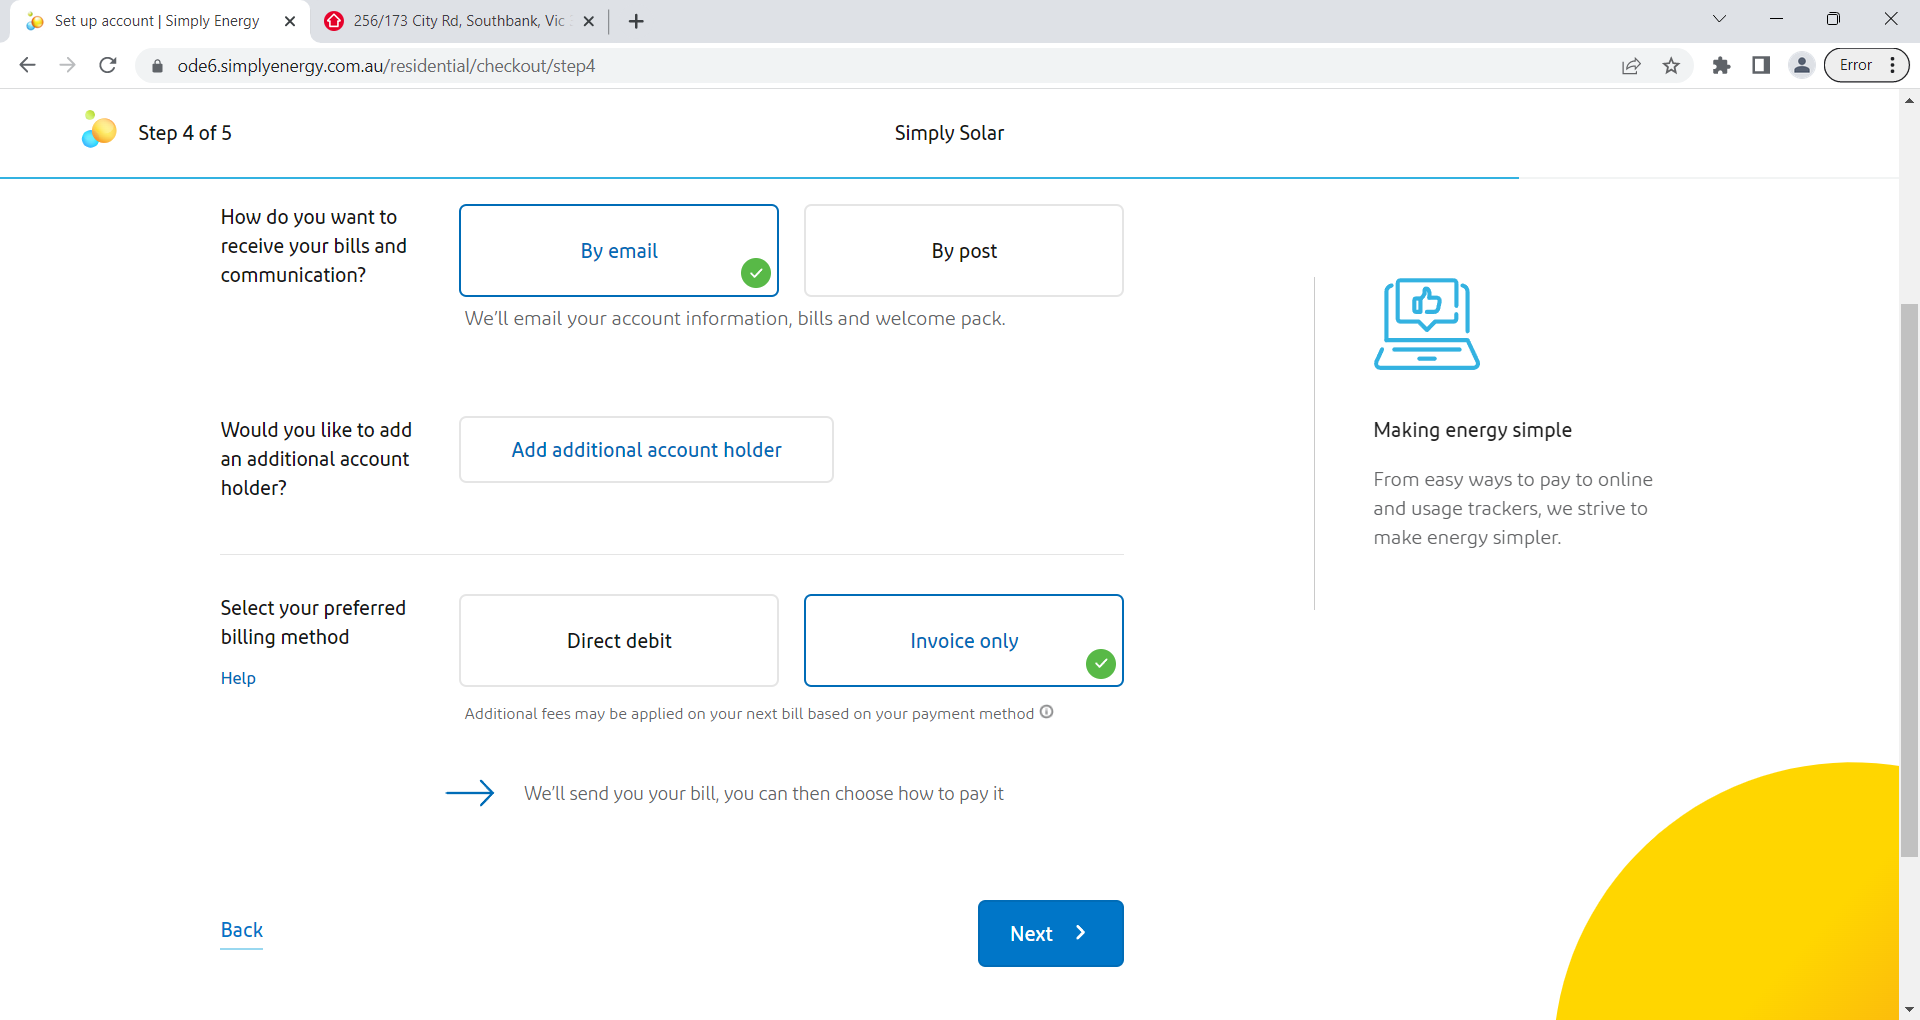 Set up account | Simply Energy
256/173 City Rd, Southbank, Vic
ode6.simplyenergy.com.au/residential/checkout/step4
Error
Step 4 of 5
Simply Solar
How do you want to
receive your bills and
communication?
By email
By post
We'll email your account information, bills and welcome pack.
Would you like to add
an additional account
holder?
Add additional account holder
Making energy simple
From easy ways to pay to online
and usage trackers, we strive to
make energy simpler.
Select your preferred
billing method
Help
Direct debit
Invoice only
Additional fees may be applied on your next bill based on your payment method
We'll send you your bill, you can then choose how to pay it
Back
Next